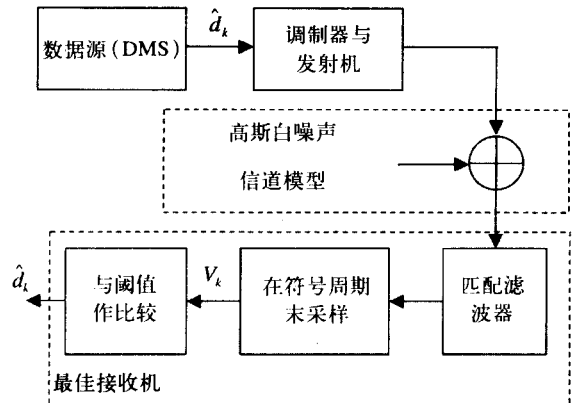 数据源(DMS)
d̂k
调制器与
发射机
高斯白噪声
信道模型
d̂k
与阈值
作比较
Vk
在符号周期
末采样
匹配滤
波器
最佳接收机